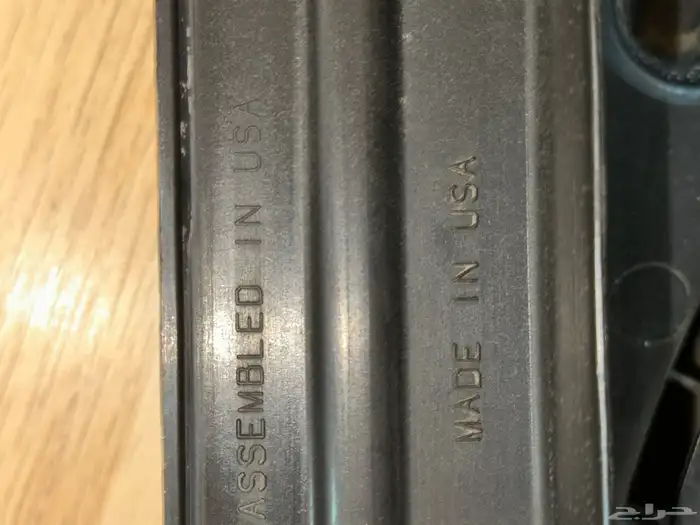 ASSEMBLED IN USA
MADE IN USA
حراج